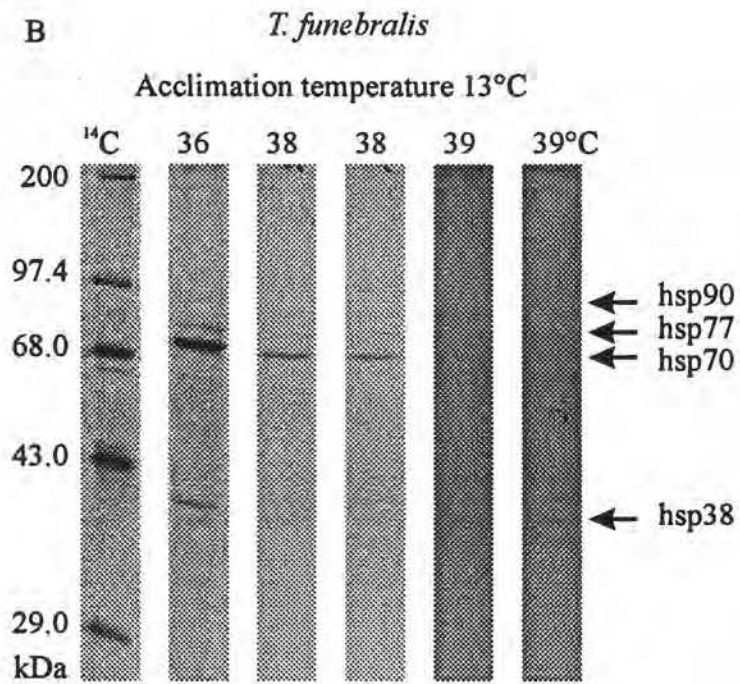 B
T. funebralis
Acclimation temperature 13°C
¹⁴C 36 38 38 39 39°C
200
97.4
68.0
43.0
29.0
kDa
hsp90
hsp77
hsp70
hsp38